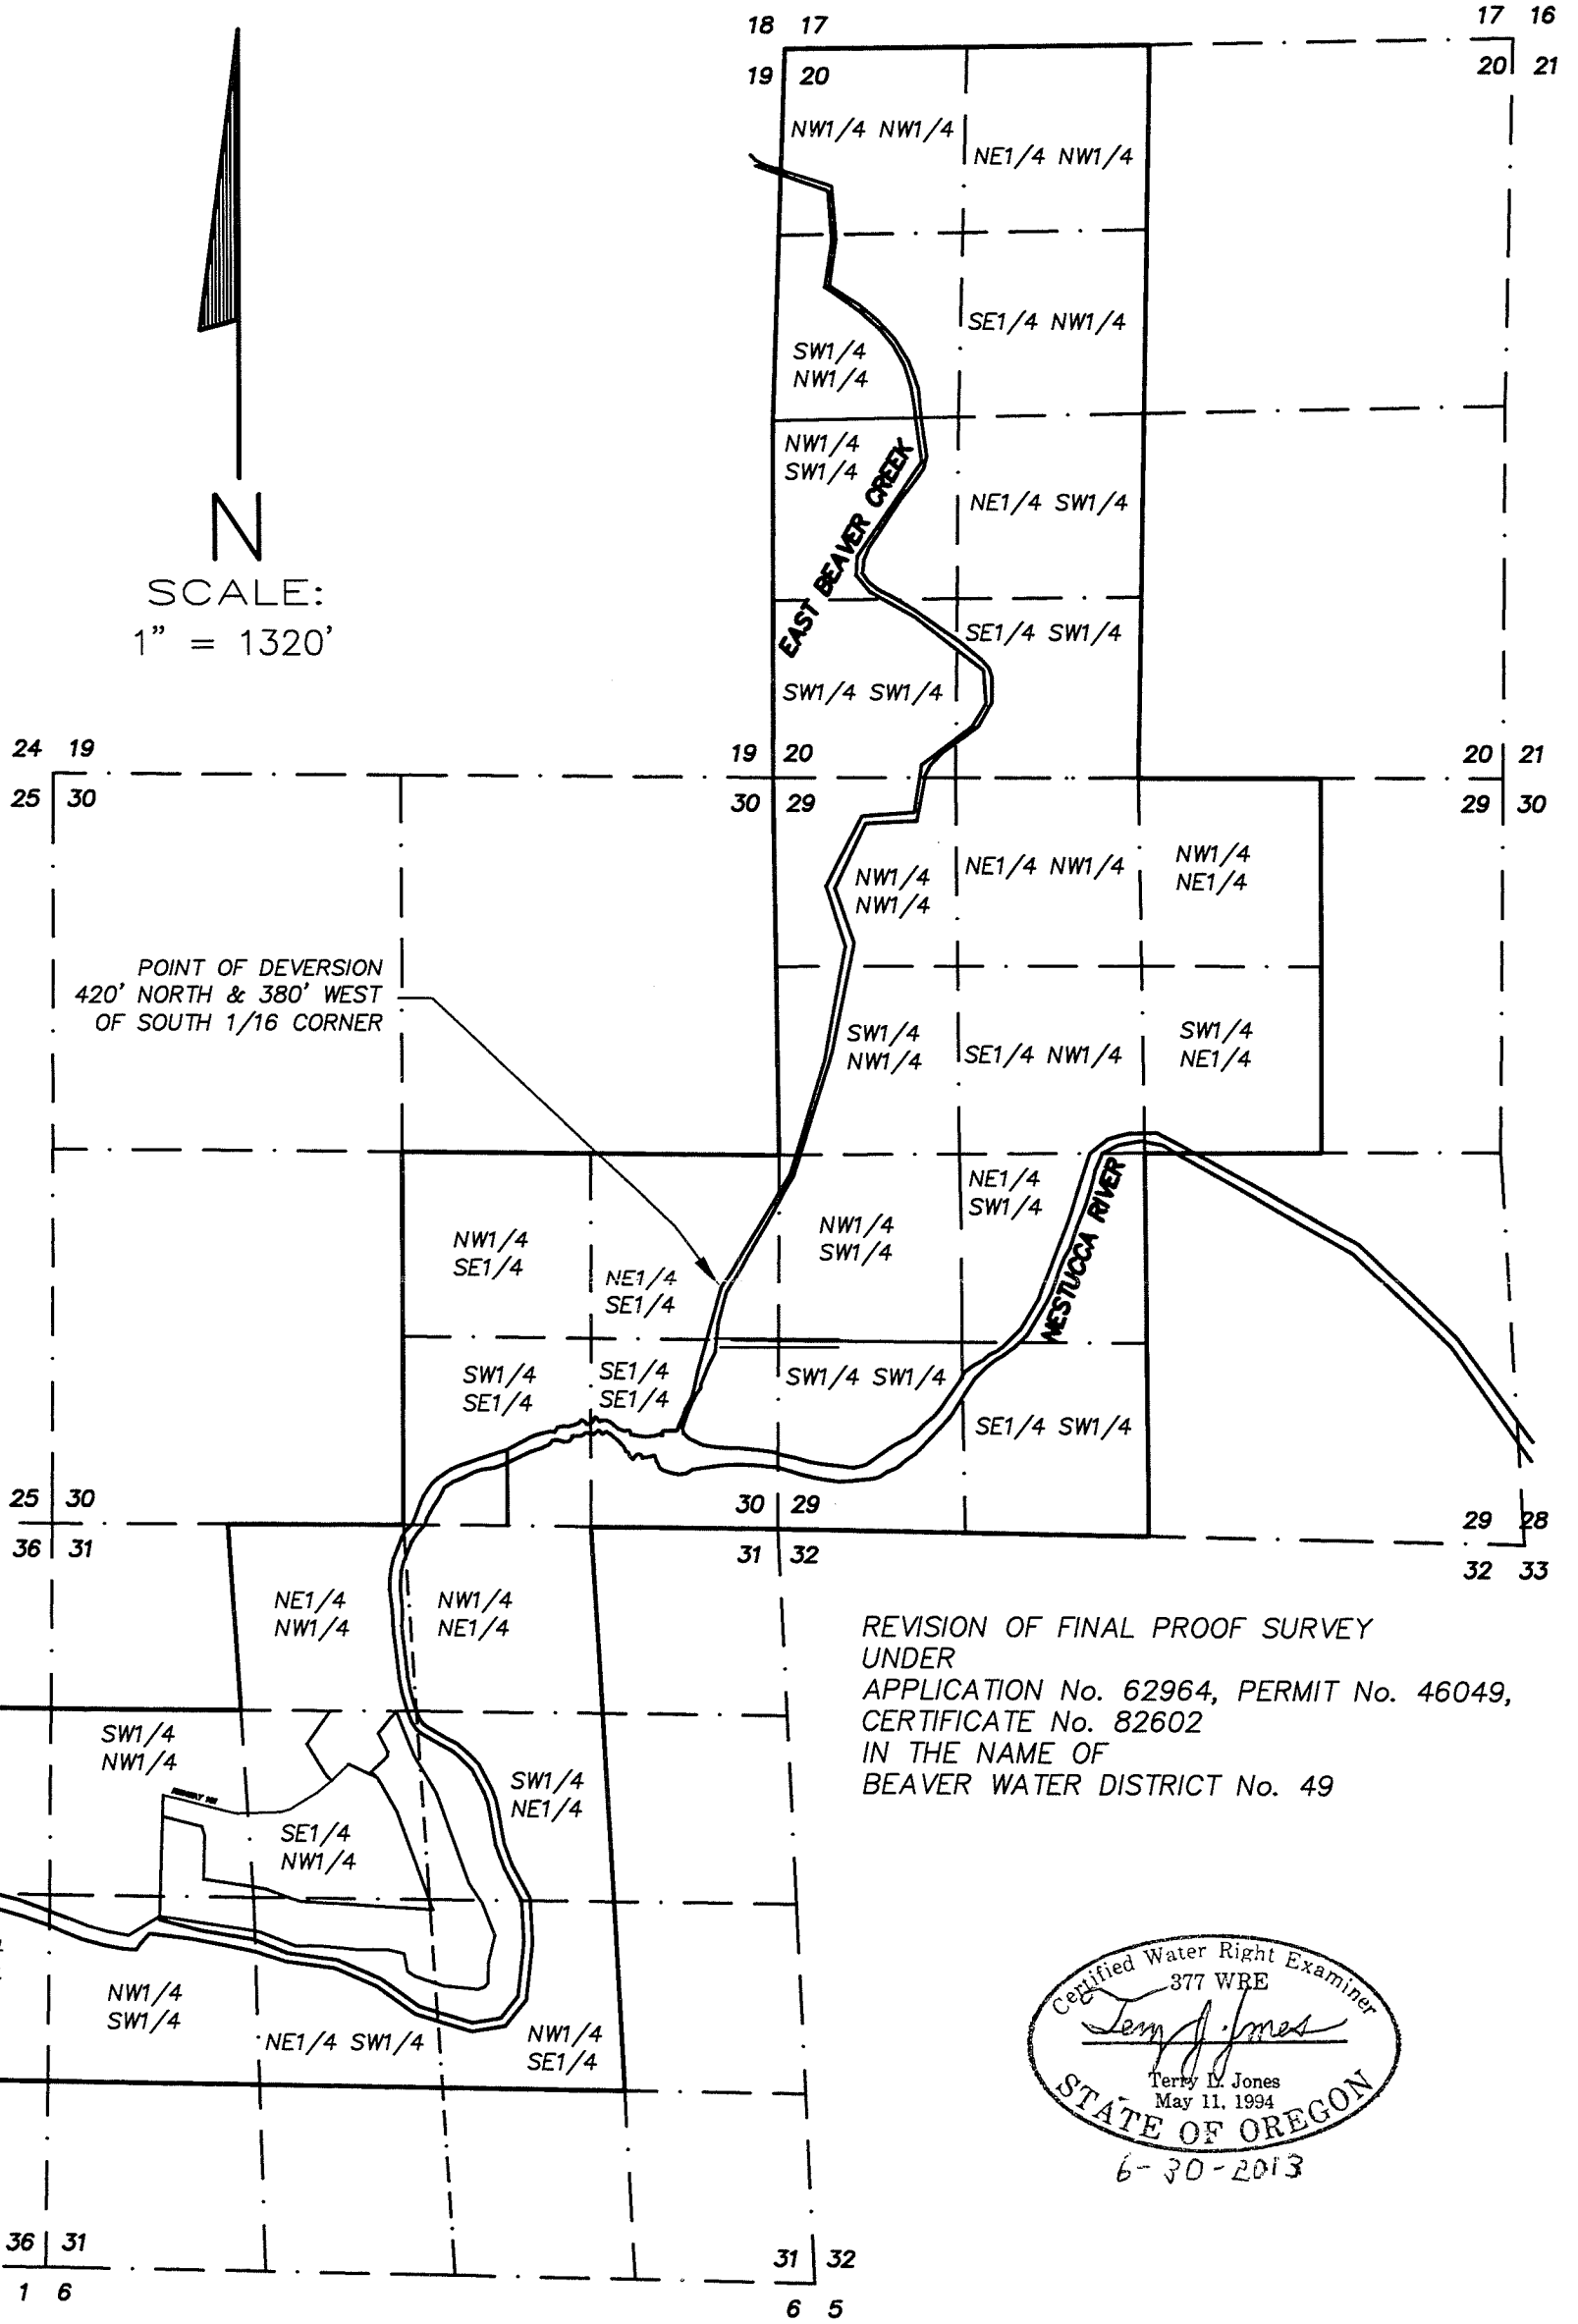 18 17
17 16
19 20
20 21
NW1/4 NW1/4
NE1/4 NW1/4
SE1/4 NW1/4
SW1/4
NW1/4
NW1/4
SW1/4
EAST BEAVER CREEK
NE1/4 SW1/4
N
SCALE:
1" = 1320'
SE1/4 SW1/4
SW1/4 SW1/4
24 19
19 20
20 21
25 30
30 29
29 30
NW1/4
NW1/4
NE1/4 NW1/4
NW1/4
NE1/4
POINT OF DEVERSION
420' NORTH & 380' WEST
OF SOUTH 1/16 CORNER
SW1/4
NW1/4
SE1/4 NW1/4
SW1/4
NE1/4
NE1/4
SW1/4
NESTUCCA RIVER
NW1/4
SE1/4
NE1/4
SE1/4
NW1/4
SW1/4
SW1/4
SE1/4
SE1/4
SE1/4
SW1/4 SW1/4
SE1/4 SW1/4
25 30
30 29
29 28
36 31
31 32
32 33
NE1/4
NW1/4
NW1/4
NE1/4
REVISION OF FINAL PROOF SURVEY
UNDER
APPLICATION No. 62964, PERMIT No. 46049,
CERTIFICATE No. 82602
IN THE NAME OF
BEAVER WATER DISTRICT No. 49
SW1/4
NW1/4
SW1/4
NE1/4
SE1/4
NW1/4
NW1/4
SW1/4
NE1/4 SW1/4
NW1/4
SE1/4
Certified Water Right Examiner
377 WRE
Terry J. Jones
Terry D. Jones
May 11, 1994
STATE OF OREGON
6-30-2013
36 31
31 32
1 6
6 5